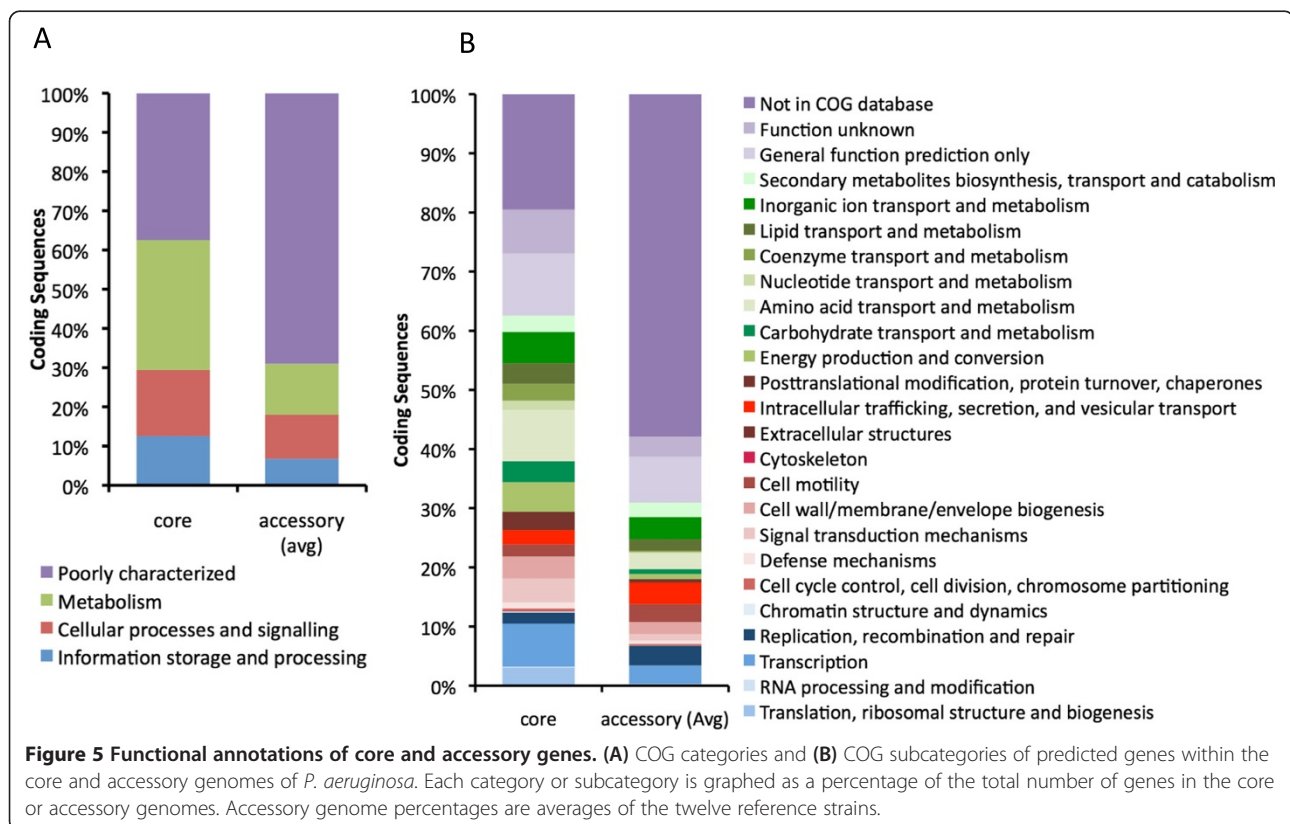 A
100%
90%
80%
70%
60%
50%
40%
30%
20%
10%
0%
Coding Sequences
core
accessory
(avg)
Poorly characterized
Metabolism
Cellular processes and signalling
Information storage and processing
B
100%
90%
80%
70%
60%
50%
40%
30%
20%
10%
0%
Coding Sequences
core
accessory (Avg)
Not in COG database
Function unknown
General function prediction only
Secondary metabolites biosynthesis, transport and catabolism
Inorganic ion transport and metabolism
Lipid transport and metabolism
Coenzyme transport and metabolism
Nucleotide transport and metabolism
Amino acid transport and metabolism
Carbohydrate transport and metabolism
Energy production and conversion
Posttranslational modification, protein turnover, chaperones
Intracellular trafficking, secretion, and vesicular transport
Extracellular structures
Cytoskeleton
Cell motility
Cell wall/membrane/envelope biogenesis
Signal transduction mechanisms
Defense mechanisms
Cell cycle control, cell division, chromosome partitioning
Chromatin structure and dynamics
Replication, recombination and repair
Transcription
RNA processing and modification
Translation, ribosomal structure and biogenesis
Figure 5 Functional annotations of core and accessory genes. (A) COG categories and (B) COG subcategories of predicted genes within the
core and accessory genomes of P. aeruginosa. Each category or subcategory is graphed as a percentage of the total number of genes in the core
or accessory genomes. Accessory genome percentages are averages of the twelve reference strains.